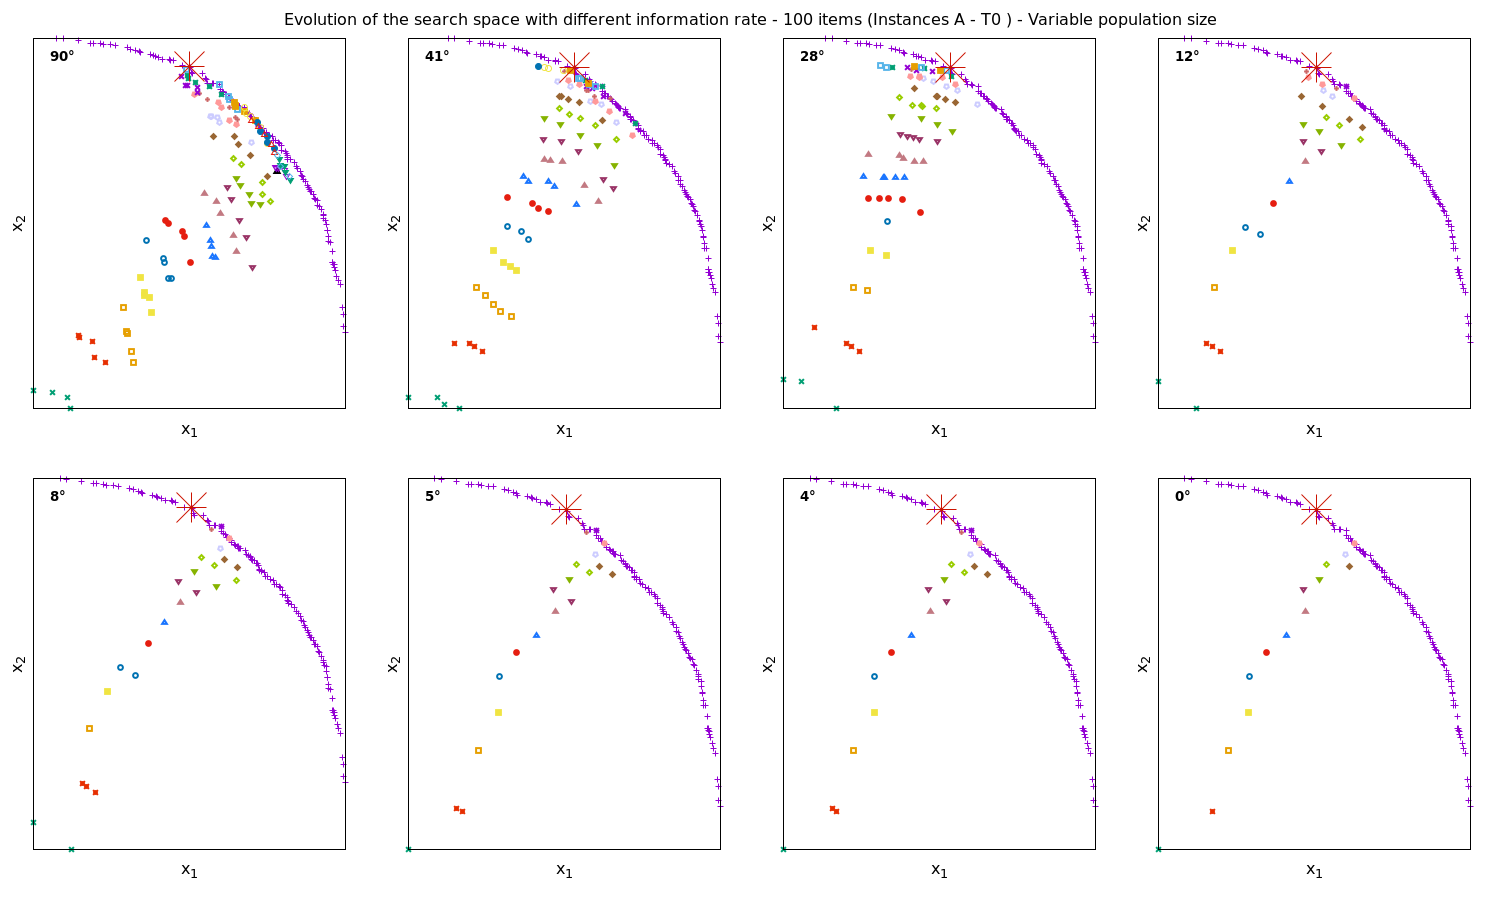 Evolution of the search space with different information rate - 100 items (Instances A - T0 ) - Variable population size
90° 41° 28° 12°
x2 x2 x2 x2
x1 x1 x1 x1
8° 5° 4° 0°
x2 x2 x2 x2
x1 x1 x1 x1